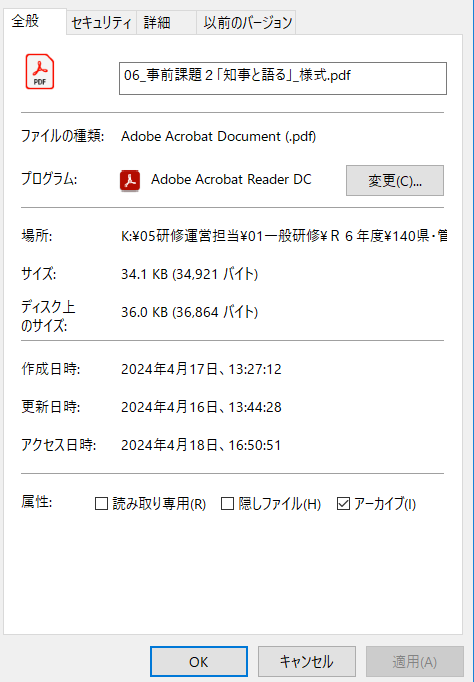 全般 セキュリティ 詳細 以前のバージョン
PDF
06_事前課題２「知事と語る」_様式.pdf
ファイルの種類: Adobe Acrobat Document (.pdf)
プログラム: Adobe Acrobat Reader DC 変更(C)...
場所: K:¥05研修運営担当¥01一般研修¥Ｒ６年度¥140県・管
サイズ: 34.1 KB (34,921 バイト)
ディスク上
のサイズ: 36.0 KB (36,864 バイト)
作成日時: 2024年4月17日、13:27:12
更新日時: 2024年4月16日、13:44:28
アクセス日時: 2024年4月18日、16:50:51
属性: 読み取り専用(R) 隠しファイル(H) アーカイブ(I)
OK キャンセル 適用(A)